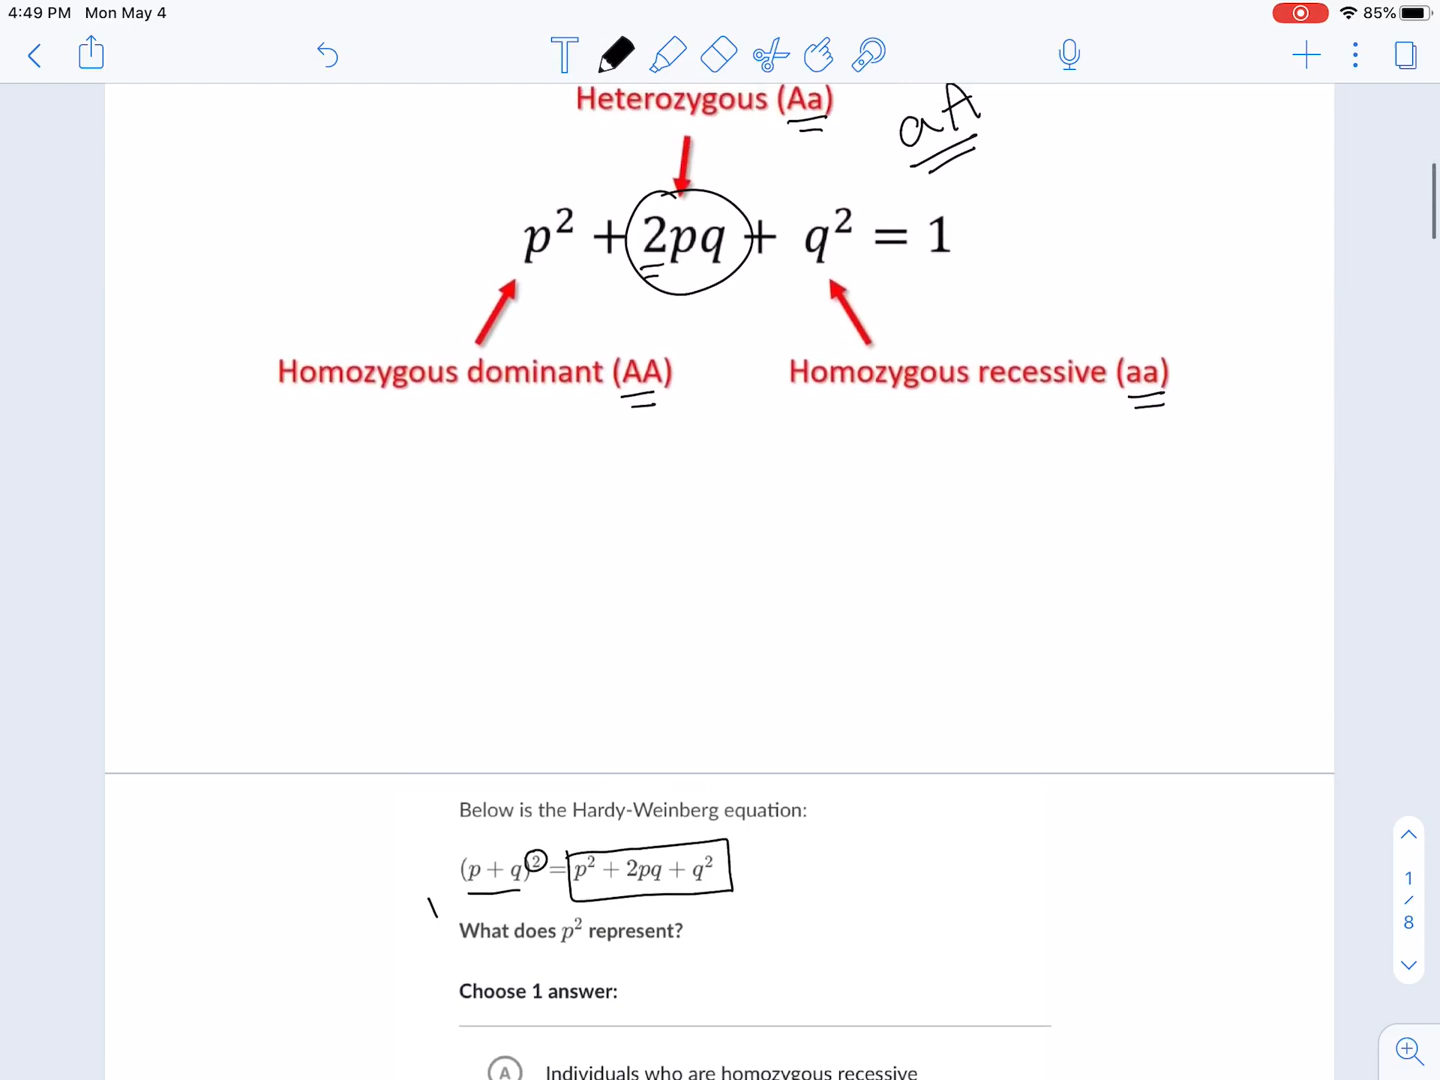 4:49 PM Mon May 4
85%
T
Heterozygous (Aa)
aA
p² + 2pq + q² = 1
Homozygous dominant (AA)
Homozygous recessive (aa)
Below is the Hardy-Weinberg equation:
(p + q)² = p² + 2pq + q²
What does p² represent?
Choose 1 answer:
A Individuals who are homozygous recessive
1
/
8